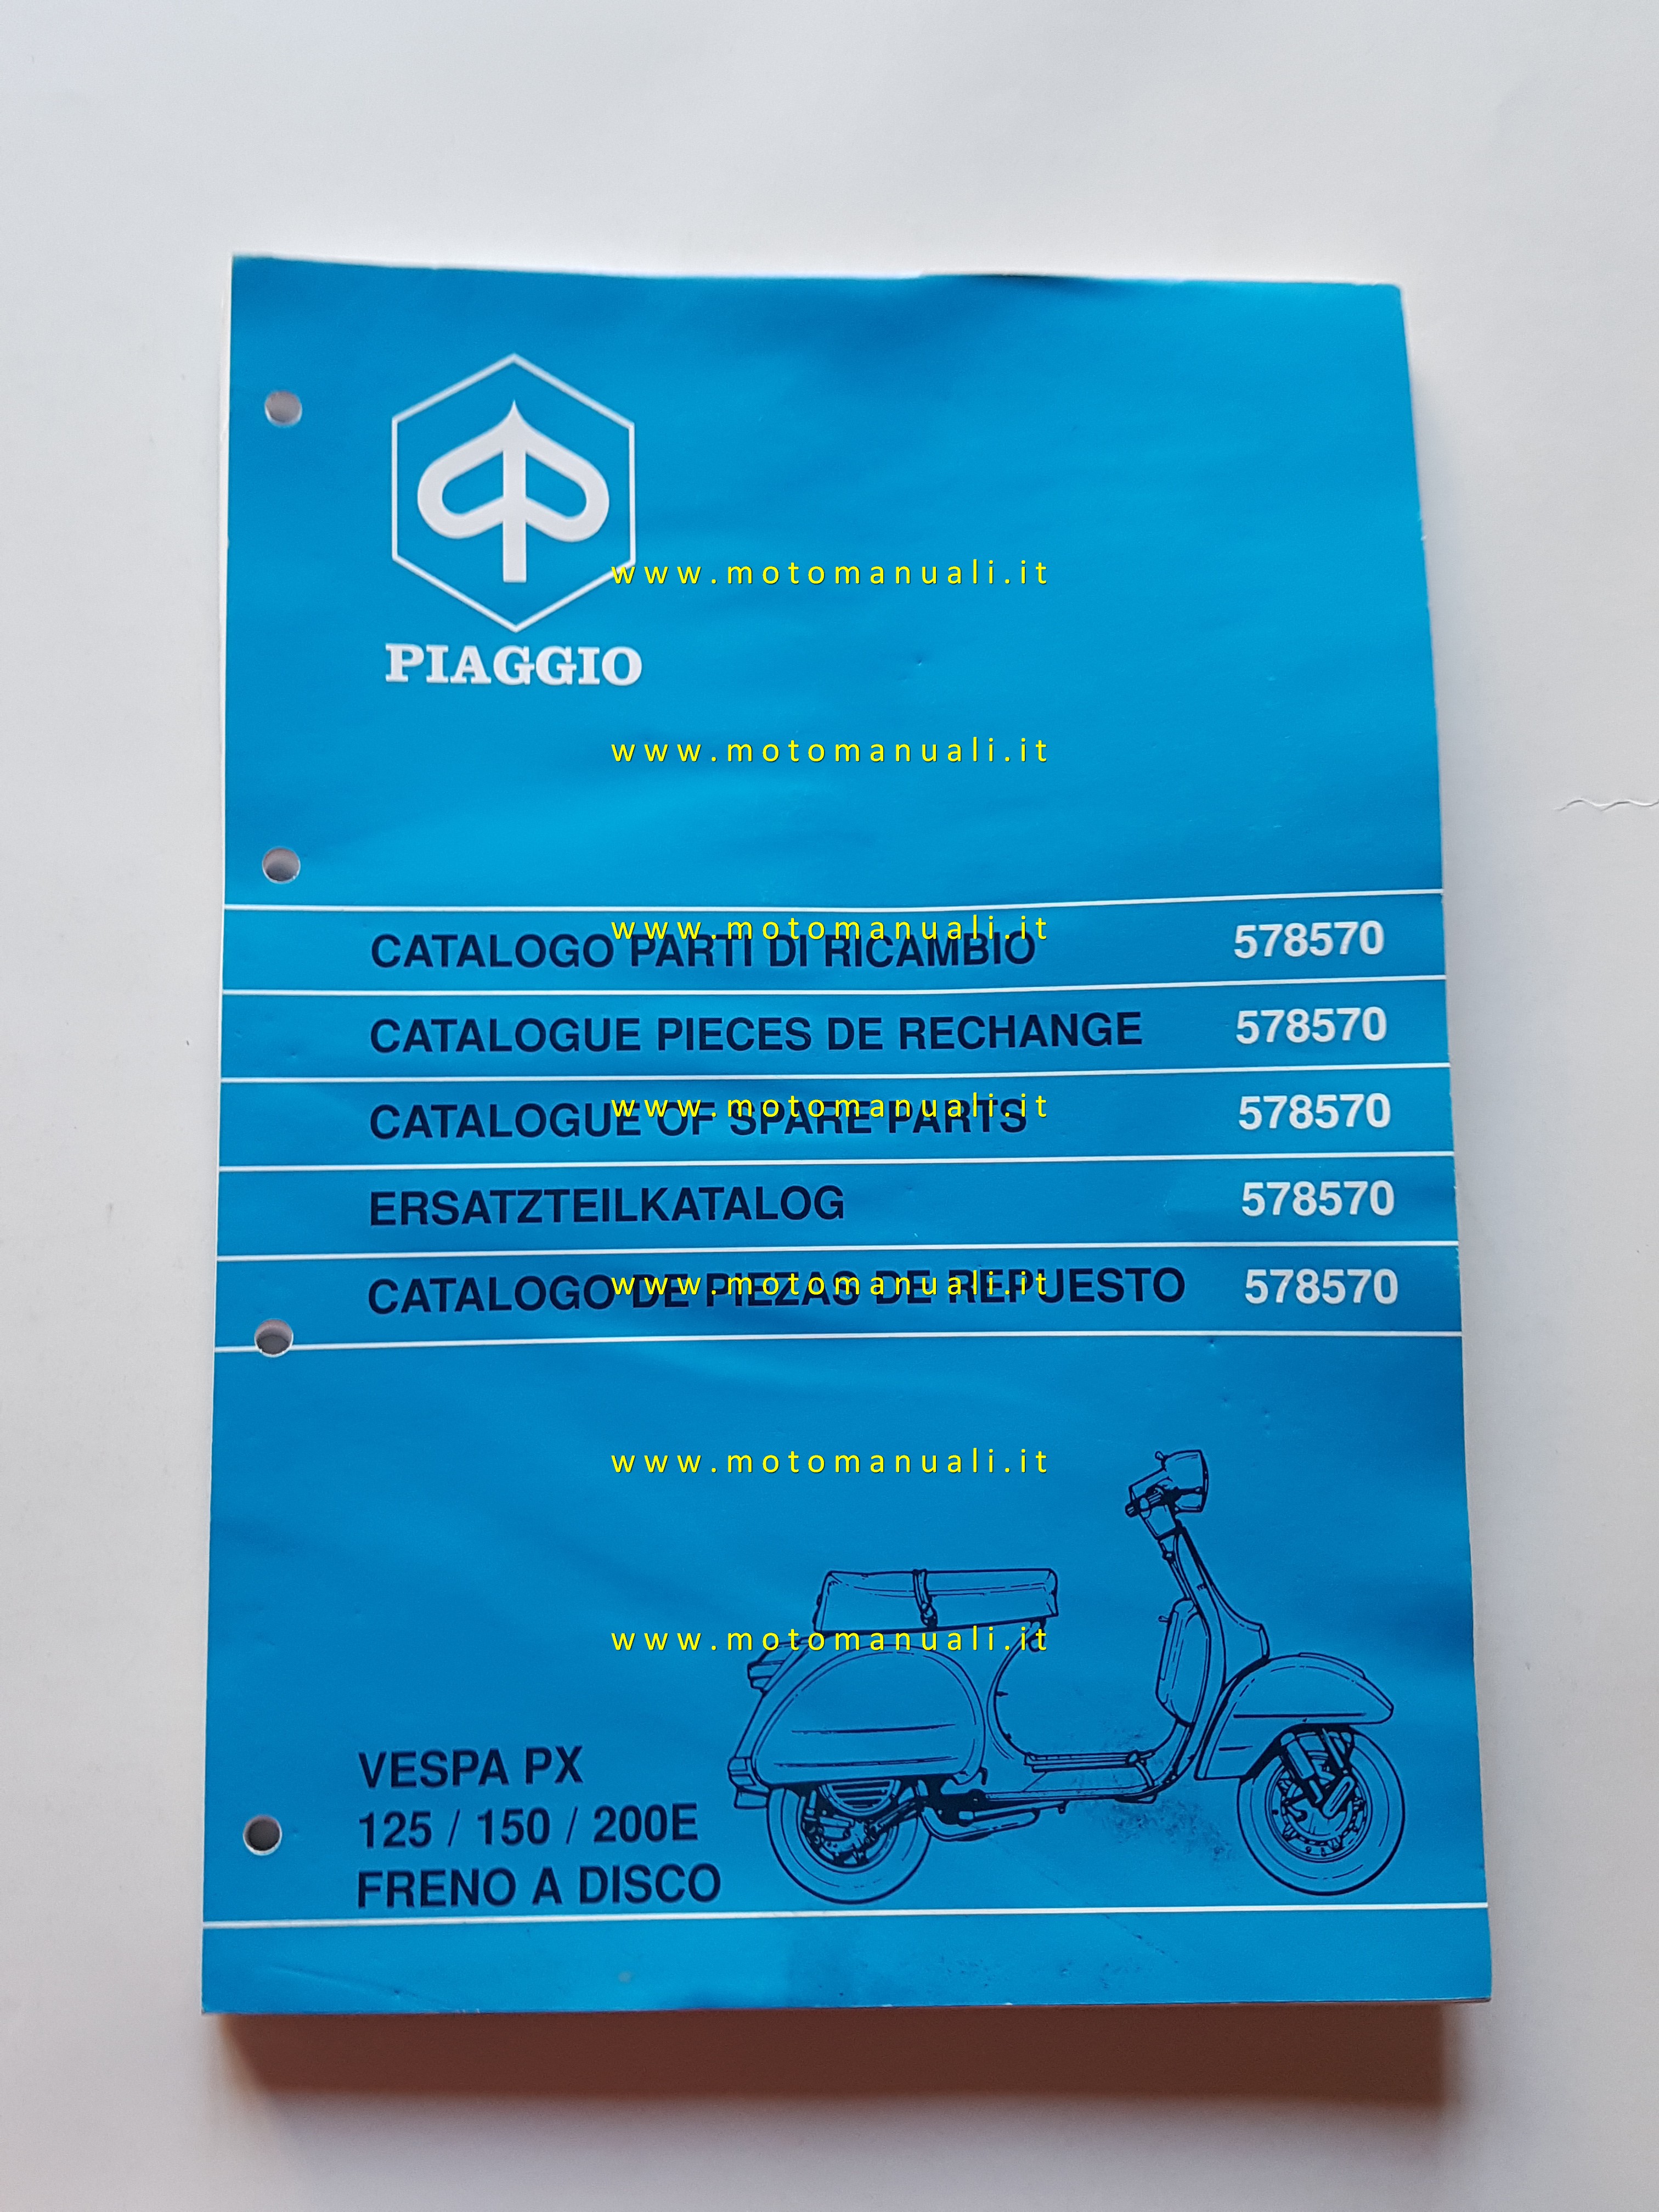 www.motomanuali.it
PIAGGIO
www.motomanuali.it
www.motomanuali.it
CATALOGO PARTI DI RICAMBIO 578570
CATALOGUE PIECES DE RECHANGE 578570
www.motomanuali.it
CATALOGUE OF SPARE PARTS 578570
ERSATZTEILKATALOG 578570
www.motomanuali.it
CATALOGO DE PIEZAS DE REPUESTO 578570
www.motomanuali.it
www.motomanuali.it
VESPA PX
125 / 150 / 200E
FRENO A DISCO